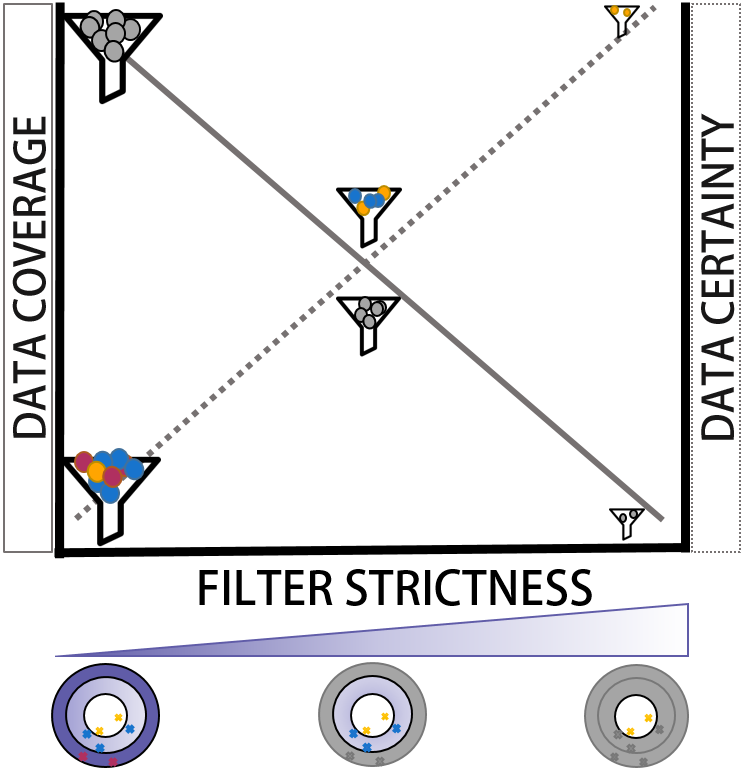 DATA COVERAGE
DATA CERTAINTY
FILTER STRICTNESS